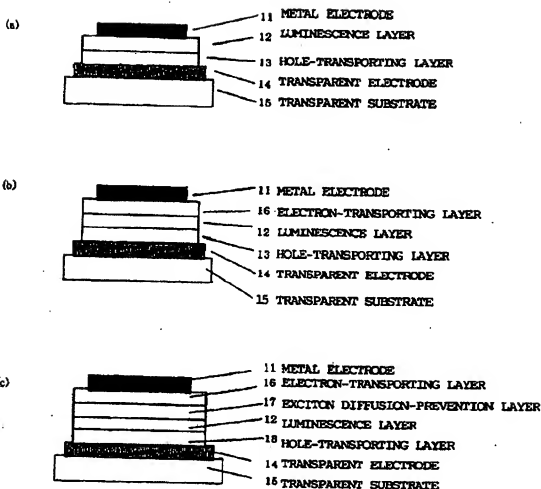 (a)
11 METAL ELECTRODE
12 LUMINESCENCE LAYER
13 HOLE-TRANSPORTING LAYER
14 TRANSPARENT ELECTRODE
15 TRANSPARENT SUBSTRATE
(b)
11 METAL ELECTRODE
16 ELECTRON-TRANSPORTING LAYER
12 LUMINESCENCE LAYER
13 HOLE-TRANSPORTING LAYER
14 TRANSPARENT ELECTRODE
15 TRANSPARENT SUBSTRATE
(c)
11 METAL ELECTRODE
16 ELECTRON-TRANSPORTING LAYER
17 EXCITON DIFFUSION-PREVENTION LAYER
12 LUMINESCENCE LAYER
18 HOLE-TRANSPORTING LAYER
14 TRANSPARENT ELECTRODE
15 TRANSPARENT SUBSTRATE